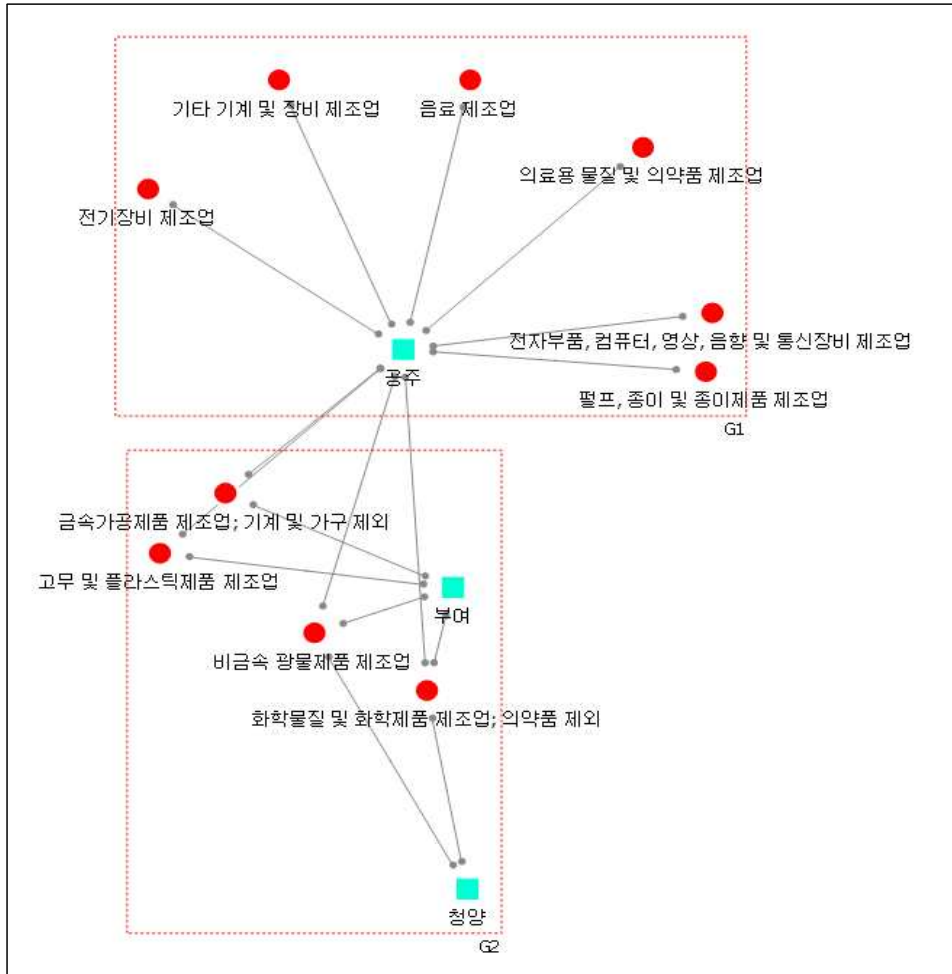 기타 기계 및 장비 제조업
음료 제조업
의료용 물질 및 의약품 제조업
전기장비 제조업
전자부품, 컴퓨터, 영상, 음향 및 통신장비 제조업
공주
펄프, 종이 및 종이제품 제조업
G1
금속가공제품 제조업; 기계 및 가구 제외
고무 및 플라스틱제품 제조업
부여
비금속 광물제품 제조업
화학물질 및 화학제품 제조업; 의약품 제외
청양
G2